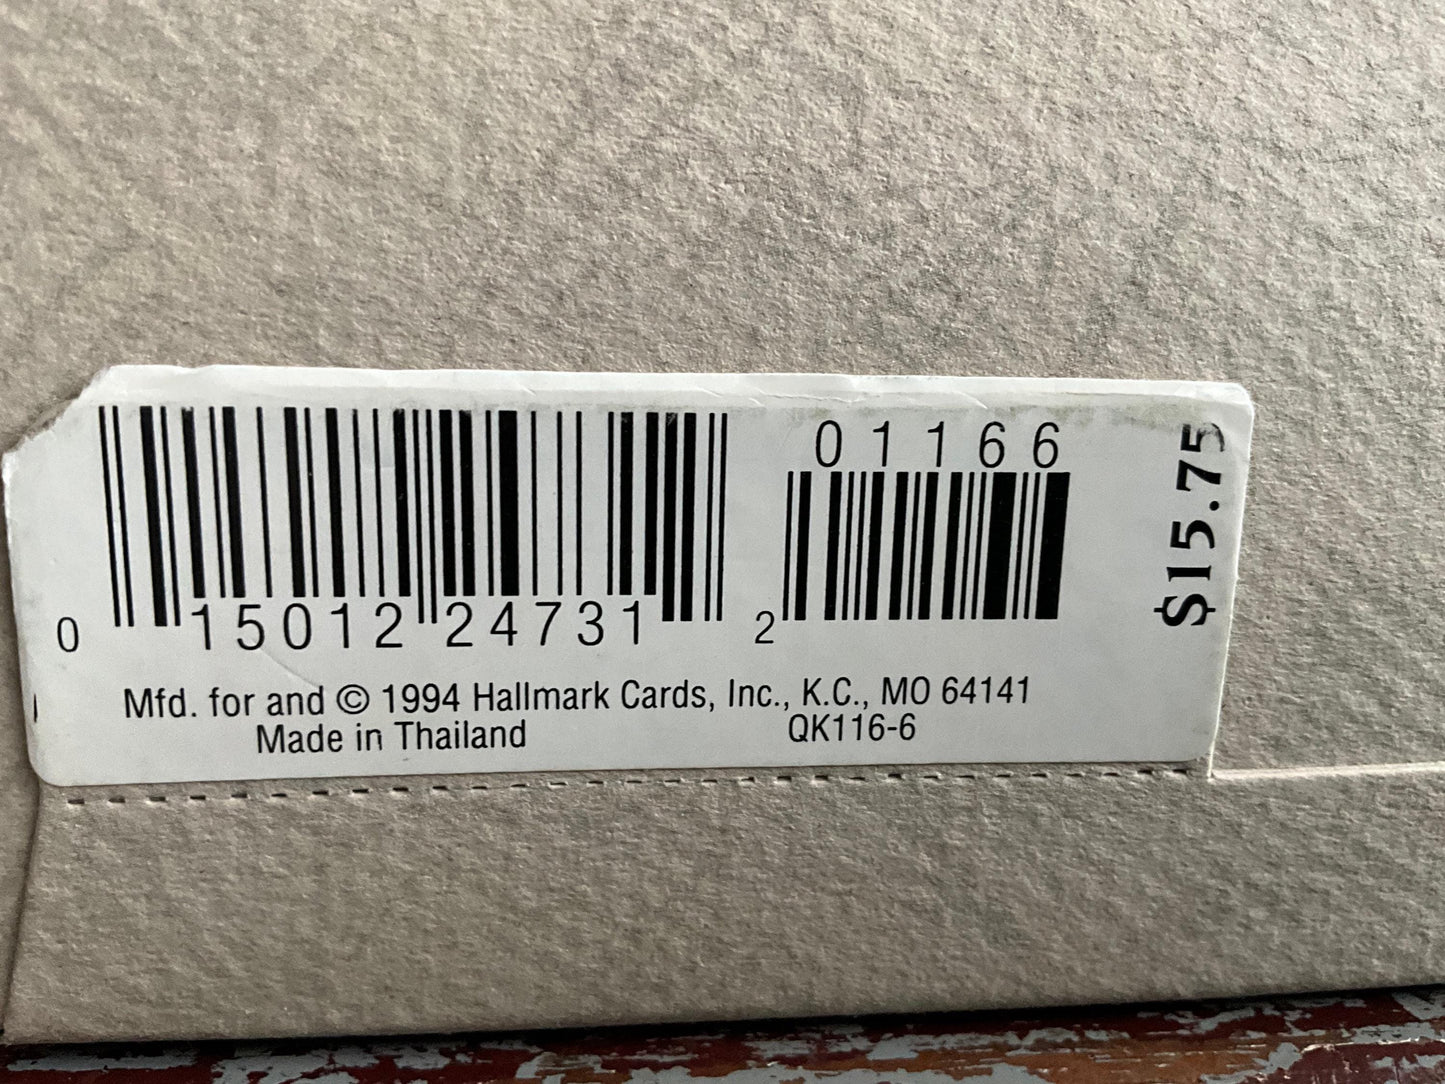 01166
0 15012 24731 2
$15.75
Mfd. for and © 1994 Hallmark Cards, Inc., K.C., MO 64141
Made in Thailand QK116-6